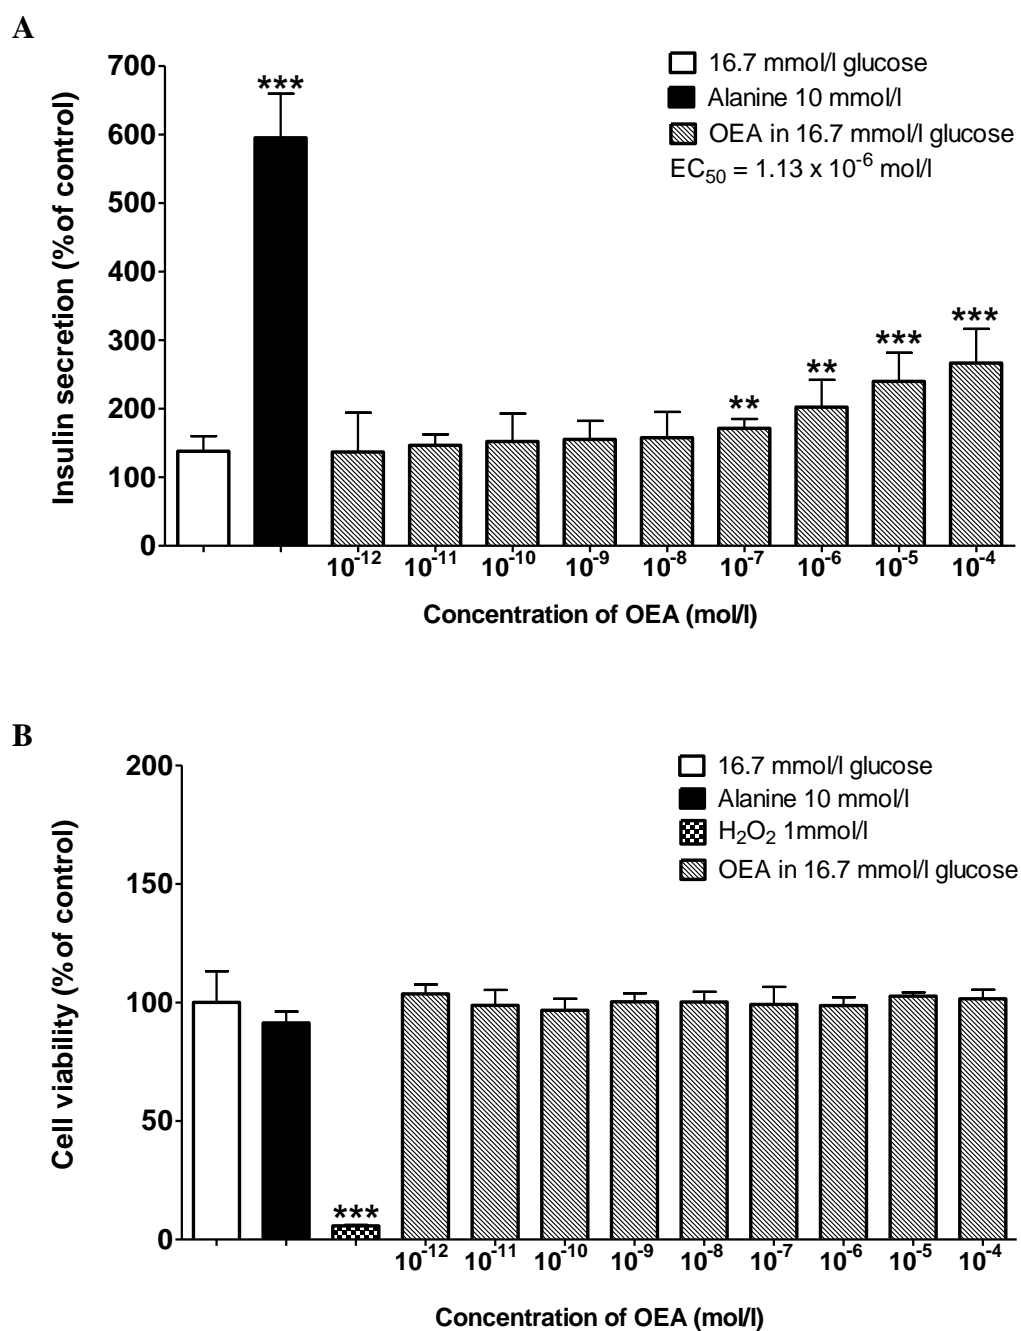 A
700
600
500
400
300
200
100
0
Insulin secretion (% of control)
***
**
**
***
***
16.7 mmol/l glucose
Alanine 10 mmol/l
OEA in 16.7 mmol/l glucose
EC₅₀ = 1.13 x 10⁻⁶ mol/l
10⁻¹² 10⁻¹¹ 10⁻¹⁰ 10⁻⁹ 10⁻⁸ 10⁻⁷ 10⁻⁶ 10⁻⁵ 10⁻⁴
Concentration of OEA (mol/l)
B
200
150
100
50
0
Cell viability (% of control)
***
16.7 mmol/l glucose
Alanine 10 mmol/l
H₂O₂ 1mmol/l
OEA in 16.7 mmol/l glucose
10⁻¹² 10⁻¹¹ 10⁻¹⁰ 10⁻⁹ 10⁻⁸ 10⁻⁷ 10⁻⁶ 10⁻⁵ 10⁻⁴
Concentration of OEA (mol/l)